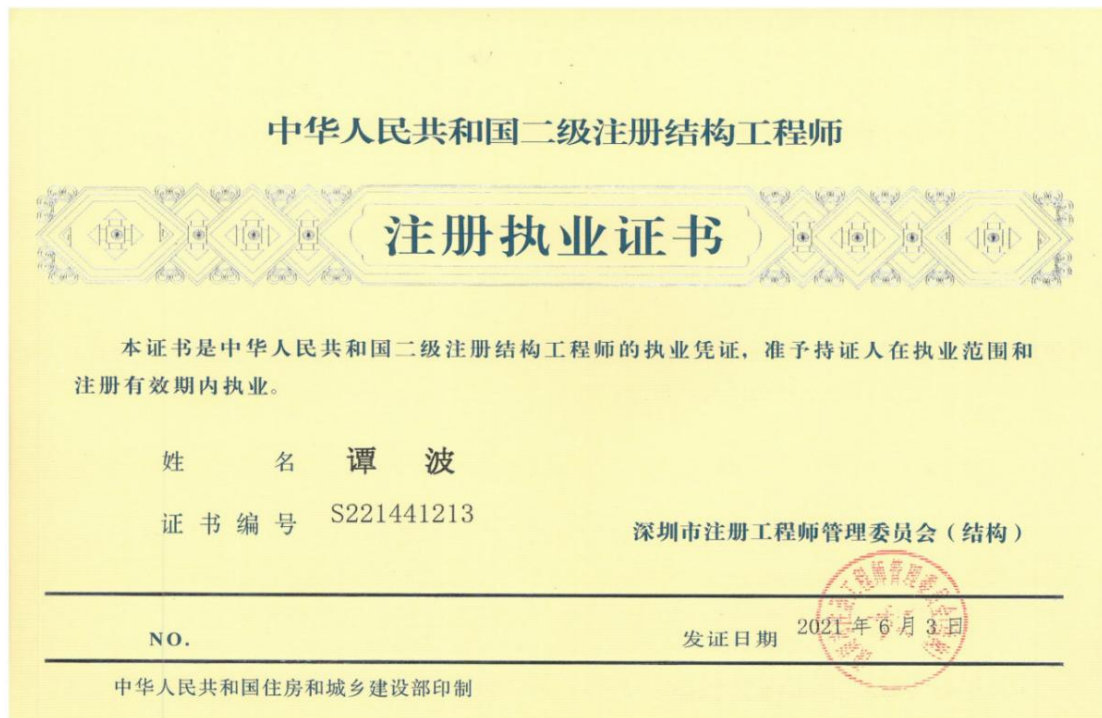 中华人民共和国二级注册结构工程师
注册执业证书
本证书是中华人民共和国二级注册结构工程师的执业凭证，准予持证人在执业范围和
注册有效期内执业。
姓 名 谭 波
证书编号 S221441213
深圳市注册工程师管理委员会（结构）
NO. 发证日期 2021年6月3日
中华人民共和国住房和城乡建设部印制